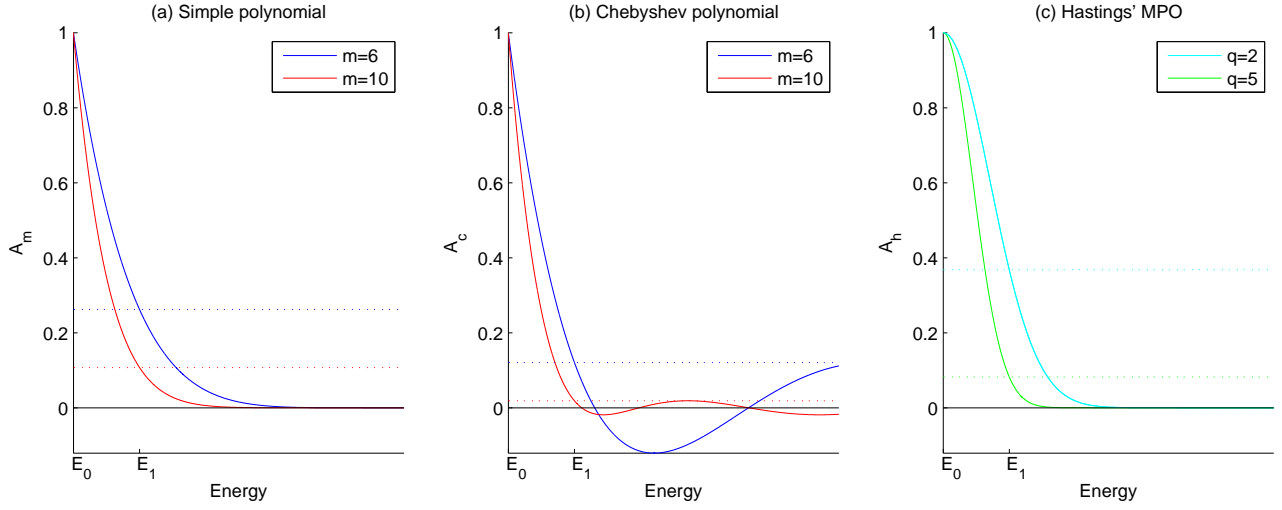 (a) Simple polynomial
1
0.8
0.6
0.4
0.2
0
A_m
m=6
m=10
E_0
E_1
Energy
(b) Chebyshev polynomial
1
0.8
0.6
0.4
0.2
0
A_c
m=6
m=10
E_0
E_1
Energy
(c) Hastings' MPO
1
0.8
0.6
0.4
0.2
0
A_h
q=2
q=5
E_0
E_1
Energy